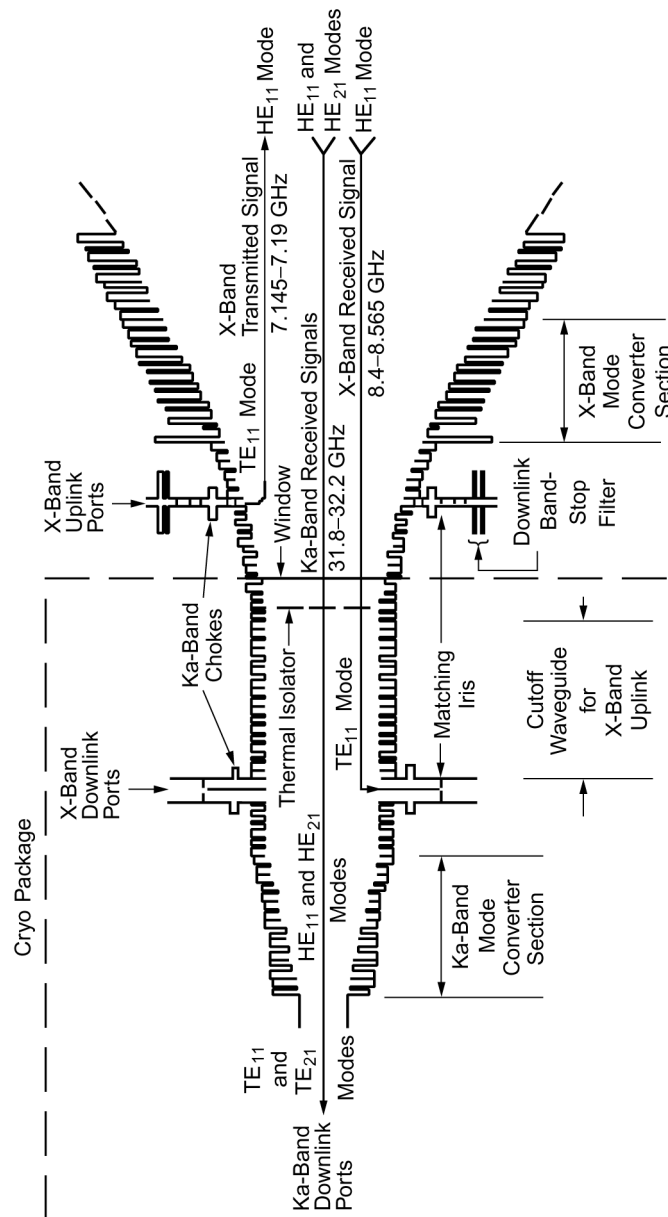 Cryo Package
X-Band
Downlink
Ports
X-Band
Uplink
Ports
Ka-Band
Chokes
Window
Thermal Isolator
TE11 Mode
X-Band
Transmitted Signal
7.145–7.19 GHz
HE11 Mode
Ka-Band Received Signals
31.8–32.2 GHz
HE11 and
HE21 Modes
X-Band Received Signal
8.4–8.565 GHz
HE11 Mode
TE11 Mode
HE11 and HE21
Modes
TE11
and
TE21
Modes
Ka-Band
Downlink
Ports
Matching
Iris
Ka-Band
Mode
Converter
Section
Cutoff
Waveguide
for
X-Band
Uplink
Downlink
Band-
Stop
Filter
X-Band
Mode
Converter
Section